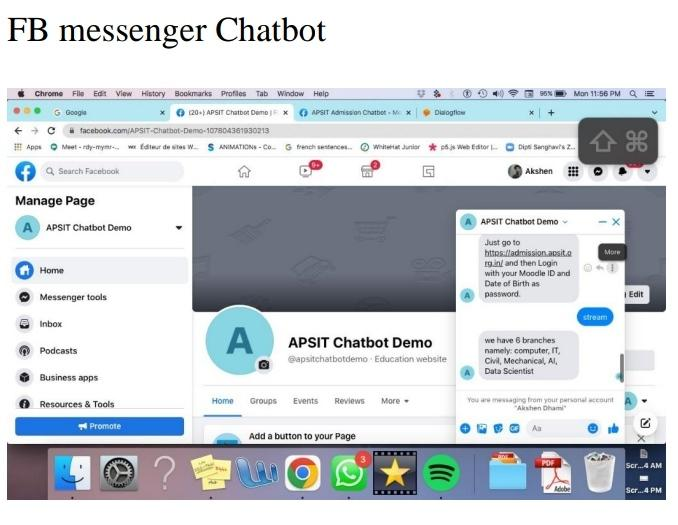 FB messenger Chatbot
Chrome File Edit View History Bookmarks Profiles Tab Window Help 95% Mon 11:56 PM
Google (20+) APSIT Chatbot Demo | F APSIT Admission Chatbot - Mo Dialogflow
facebook.com/APSIT-Chatbot-Demo-107804361930213
Apps Meet - rdy-mymr-... Éditeur de sites W... ANIMATIONs - Co... french sentences... WhiteHat Junior p5.js Web Editor |... Dipti Sanghavi's Z...
Search Facebook 9+ 2 Akshen
Manage Page
A APSIT Chatbot Demo
Home
Messenger tools
Inbox
Podcasts
Business apps
Resources & Tools
Promote
A
APSIT Chatbot Demo
@apsitchatbotdemo · Education website
Home Groups Events Reviews More
Add a button to your Page
Edit
A APSIT Chatbot Demo
Just go to
https://admission.apsit.o
rg.in/ and then Login
with your Moodle ID and
Date of Birth as
password.
A
More
stream
we have 6 branches
namely: computer, IT,
Civil, Mechanical, AI,
Data Scientist
A
You are messaging from your personal account
"Akshen Dhami"
GIF Aa
A
3
PDF
Adobe
Scr...4 AM
Scr...4 PM